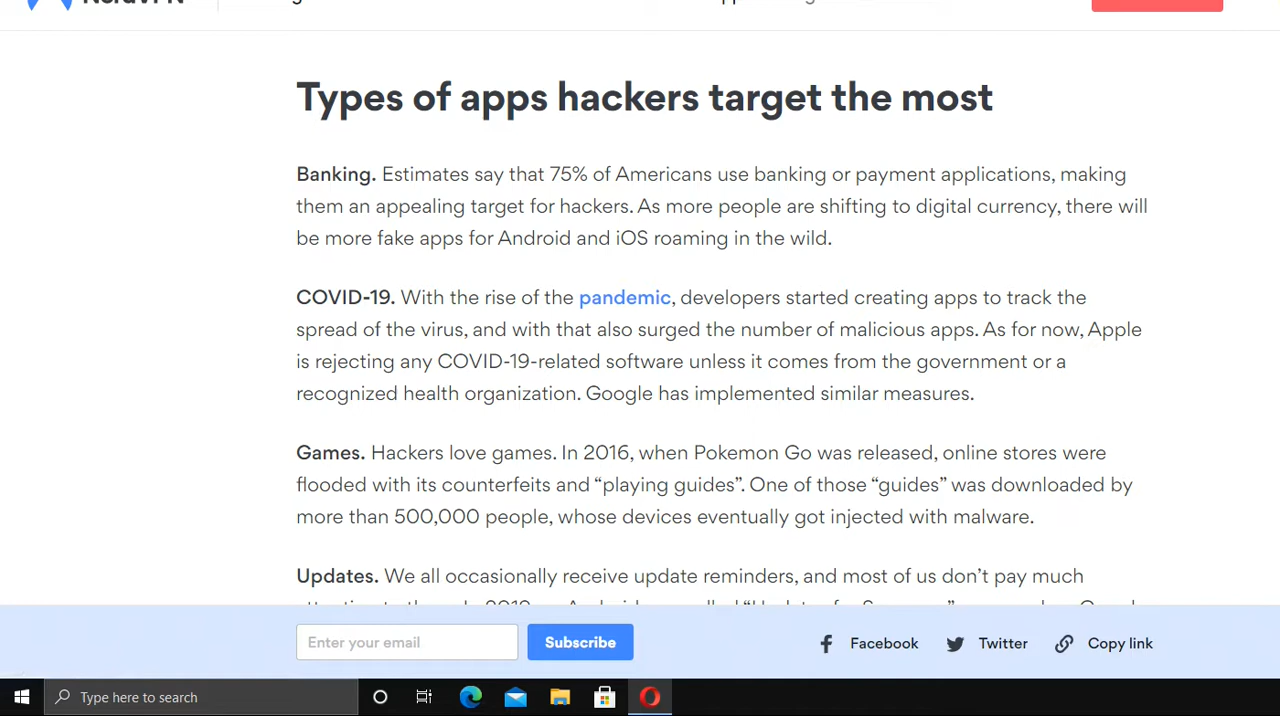 Types of apps hackers target the most
Banking. Estimates say that 75% of Americans use banking or payment applications, making
them an appealing target for hackers. As more people are shifting to digital currency, there will
be more fake apps for Android and iOS roaming in the wild.
COVID-19. With the rise of the pandemic, developers started creating apps to track the
spread of the virus, and with that also surged the number of malicious apps. As for now, Apple
is rejecting any COVID-19-related software unless it comes from the government or a
recognized health organization. Google has implemented similar measures.
Games. Hackers love games. In 2016, when Pokemon Go was released, online stores were
flooded with its counterfeits and “playing guides”. One of those “guides” was downloaded by
more than 500,000 people, whose devices eventually got injected with malware.
Updates. We all occasionally receive update reminders, and most of us don’t pay much
Enter your email
Subscribe
Facebook
Twitter
Copy link
Type here to search